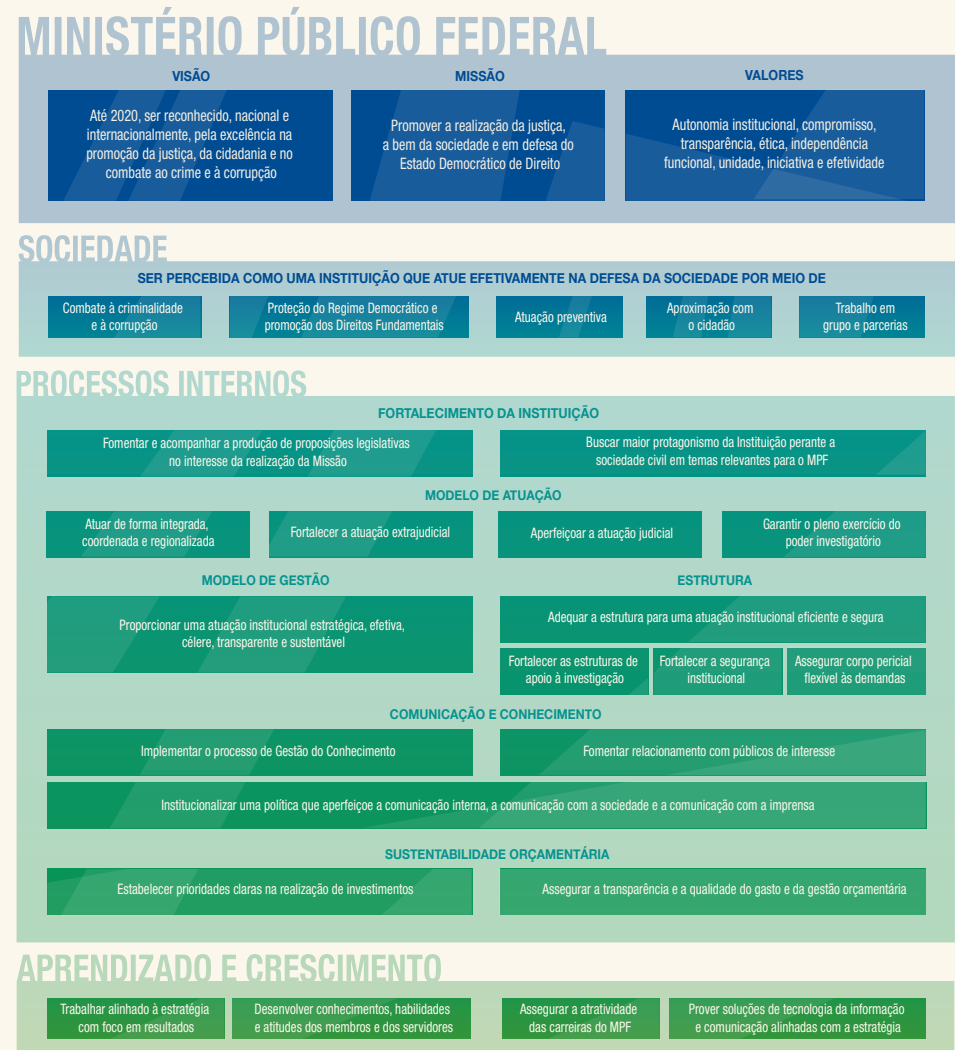 MINISTÉRIO PÚBLICO FEDERAL
VISÃO
Até 2020, ser reconhecido, nacional e
internacionalmente, pela excelência na
promoção da justiça, da cidadania e no
combate ao crime e à corrupção
MISSÃO
Promover a realização da justiça,
a bem da sociedade e em defesa do
Estado Democrático de Direito
VALORES
Autonomia institucional, compromisso,
transparência, ética, independência
funcional, unidade, iniciativa e efetividade
SOCIEDADE
SER PERCEBIDA COMO UMA INSTITUIÇÃO QUE ATUE EFETIVAMENTE NA DEFESA DA SOCIEDADE POR MEIO DE
Combate à criminalidade
e à corrupção
Proteção do Regime Democrático e
promoção dos Direitos Fundamentais
Atuação preventiva
Aproximação com
o cidadão
Trabalho em
grupo e parcerias
PROCESSOS INTERNOS
FORTALECIMENTO DA INSTITUIÇÃO
Fomentar e acompanhar a produção de proposições legislativas
no interesse da realização da Missão
Buscar maior protagonismo da Instituição perante a
sociedade civil em temas relevantes para o MPF
MODELO DE ATUAÇÃO
Atuar de forma integrada,
coordenada e regionalizada
Fortalecer a atuação extrajudicial
Aperfeiçoar a atuação judicial
Garantir o pleno exercício do
poder investigatório
MODELO DE GESTÃO
Proporcionar uma atuação institucional estratégica, efetiva,
célere, transparente e sustentável
ESTRUTURA
Adequar a estrutura para uma atuação institucional eficiente e segura
Fortalecer as estruturas de
apoio à investigação
Fortalecer a segurança
institucional
Assegurar corpo pericial
flexível às demandas
COMUNICAÇÃO E CONHECIMENTO
Implementar o processo de Gestão do Conhecimento
Fomentar relacionamento com públicos de interesse
Institucionalizar uma política que aperfeiçoe a comunicação interna, a comunicação com a sociedade e a comunicação com a imprensa
SUSTENTABILIDADE ORÇAMENTÁRIA
Estabelecer prioridades claras na realização de investimentos
Assegurar a transparência e a qualidade do gasto e da gestão orçamentária
APRENDIZADO E CRESCIMENTO
Trabalhar alinhado à estratégia
com foco em resultados
Desenvolver conhecimentos, habilidades
e atitudes dos membros e dos servidores
Assegurar a atratividade
das carreiras do MPF
Prover soluções de tecnologia da informação
e comunicação alinhadas com a estratégia